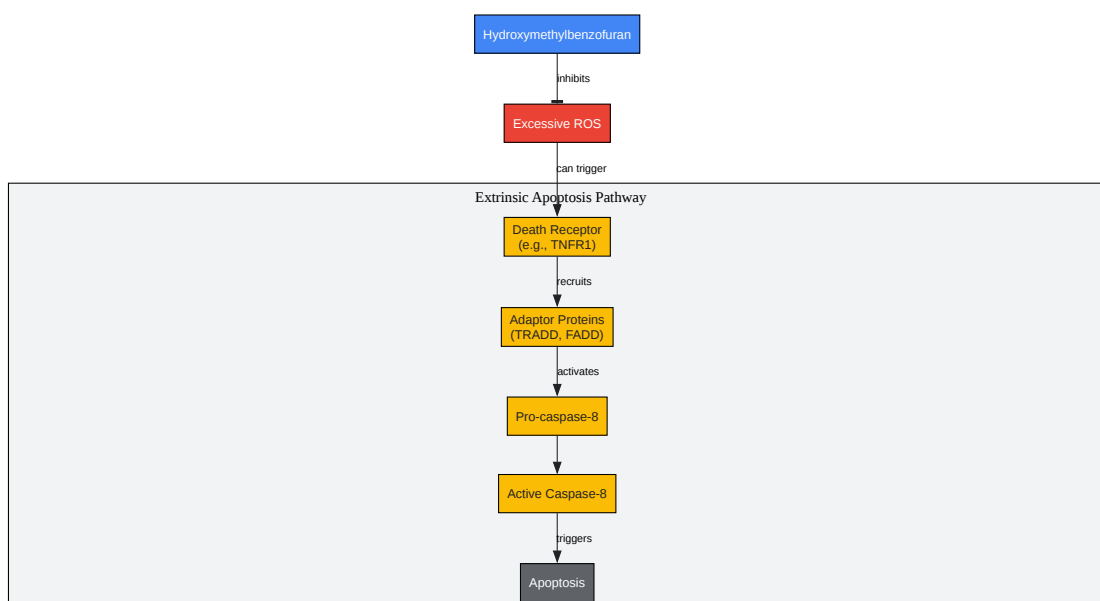 Hydroxymethylbenzofuran
inhibits
Excessive ROS
can trigger
Extrinsic Apoptosis Pathway
Death Receptor
(e.g., TNFR1)
recruits
Adaptor Proteins
(TRADD, FADD)
activates
Pro-caspase-8
Active Caspase-8
triggers
Apoptosis